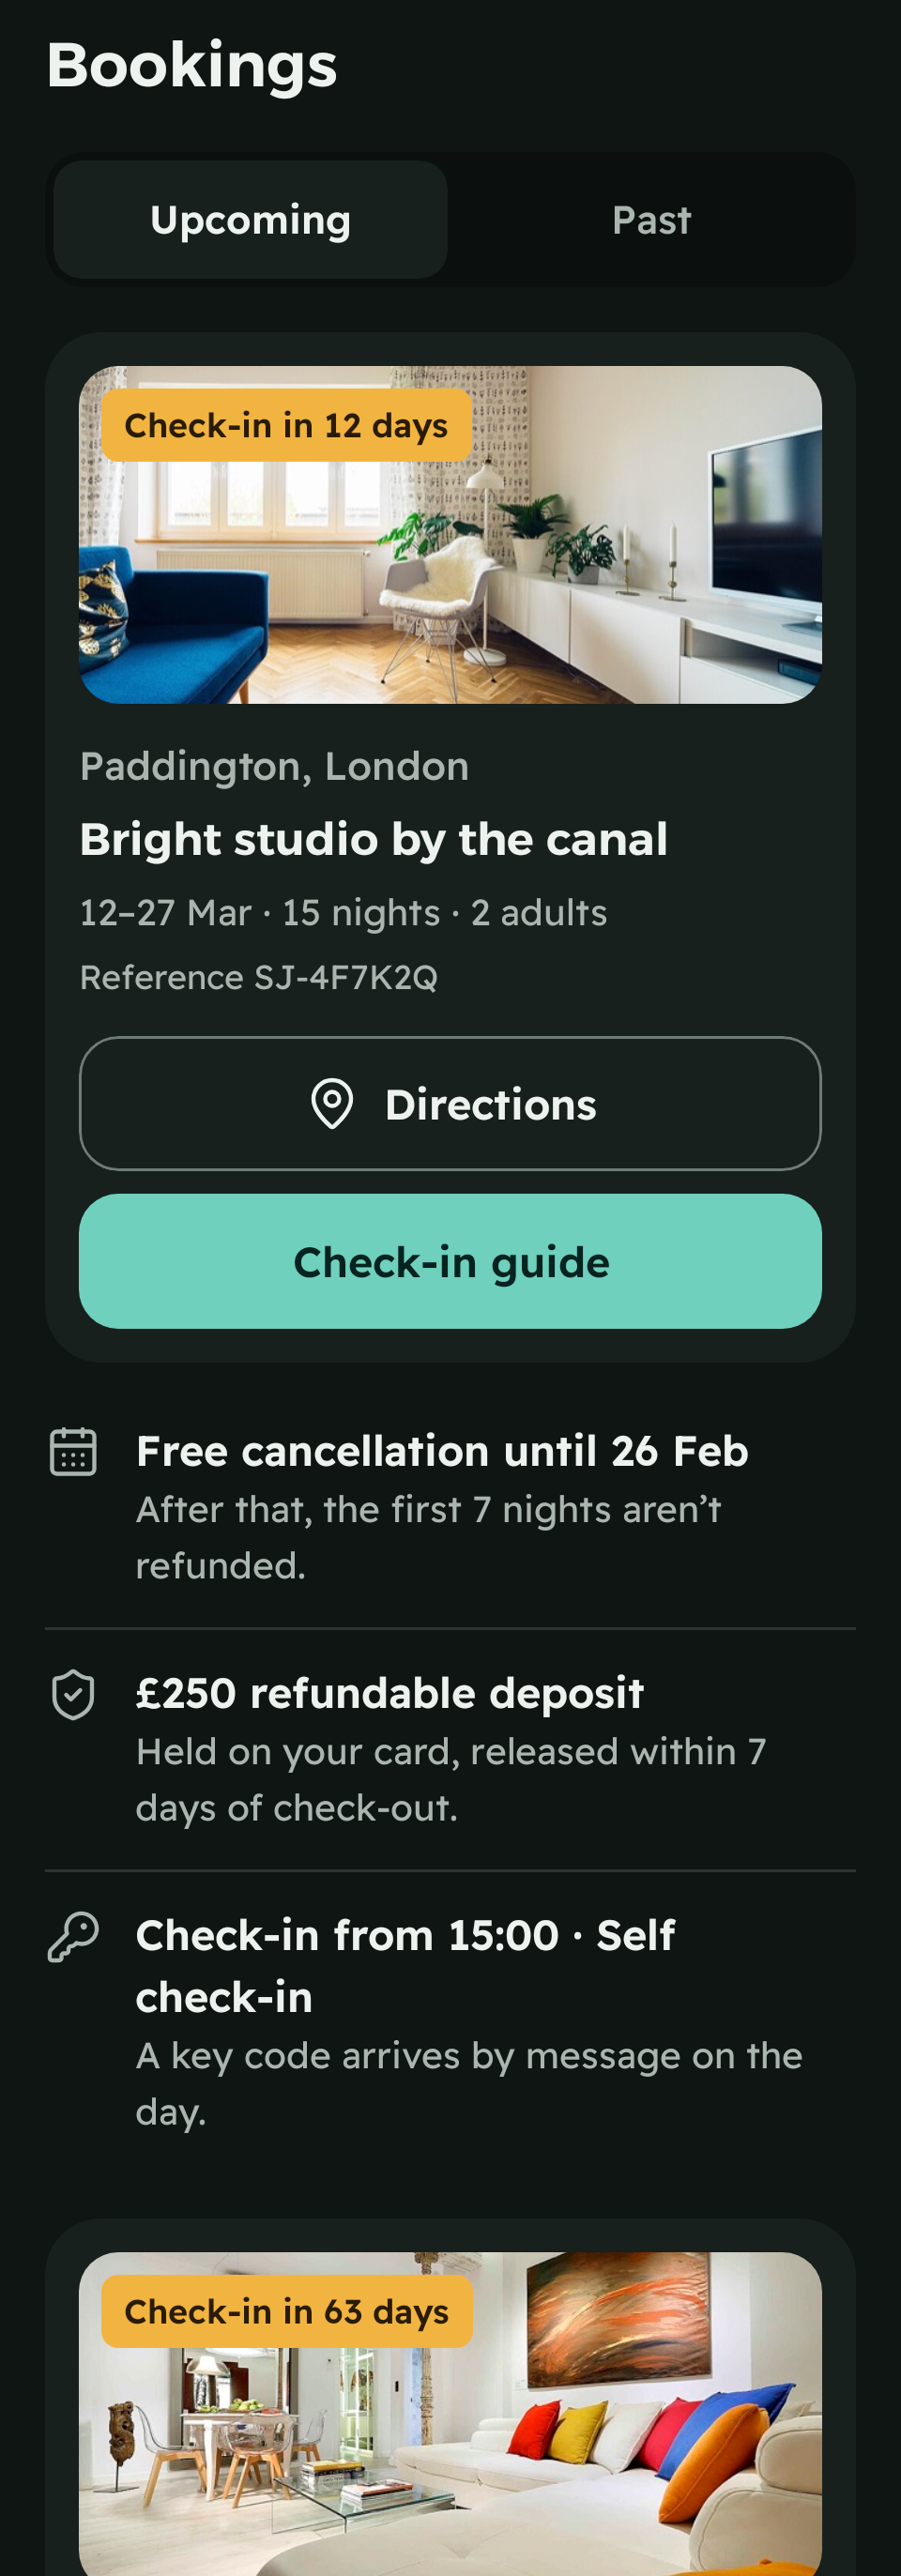 Bookings
Upcoming
Past
Check-in in 12 days
Paddington, London
Bright studio by the canal
12–27 Mar · 15 nights · 2 adults
Reference SJ-4F7K2Q
Directions
Check-in guide
Free cancellation until 26 Feb
After that, the first 7 nights aren’t
refunded.
£250 refundable deposit
Held on your card, released within 7
days of check-out.
Check-in from 15:00 · Self
check-in
A key code arrives by message on the
day.
Check-in in 63 days